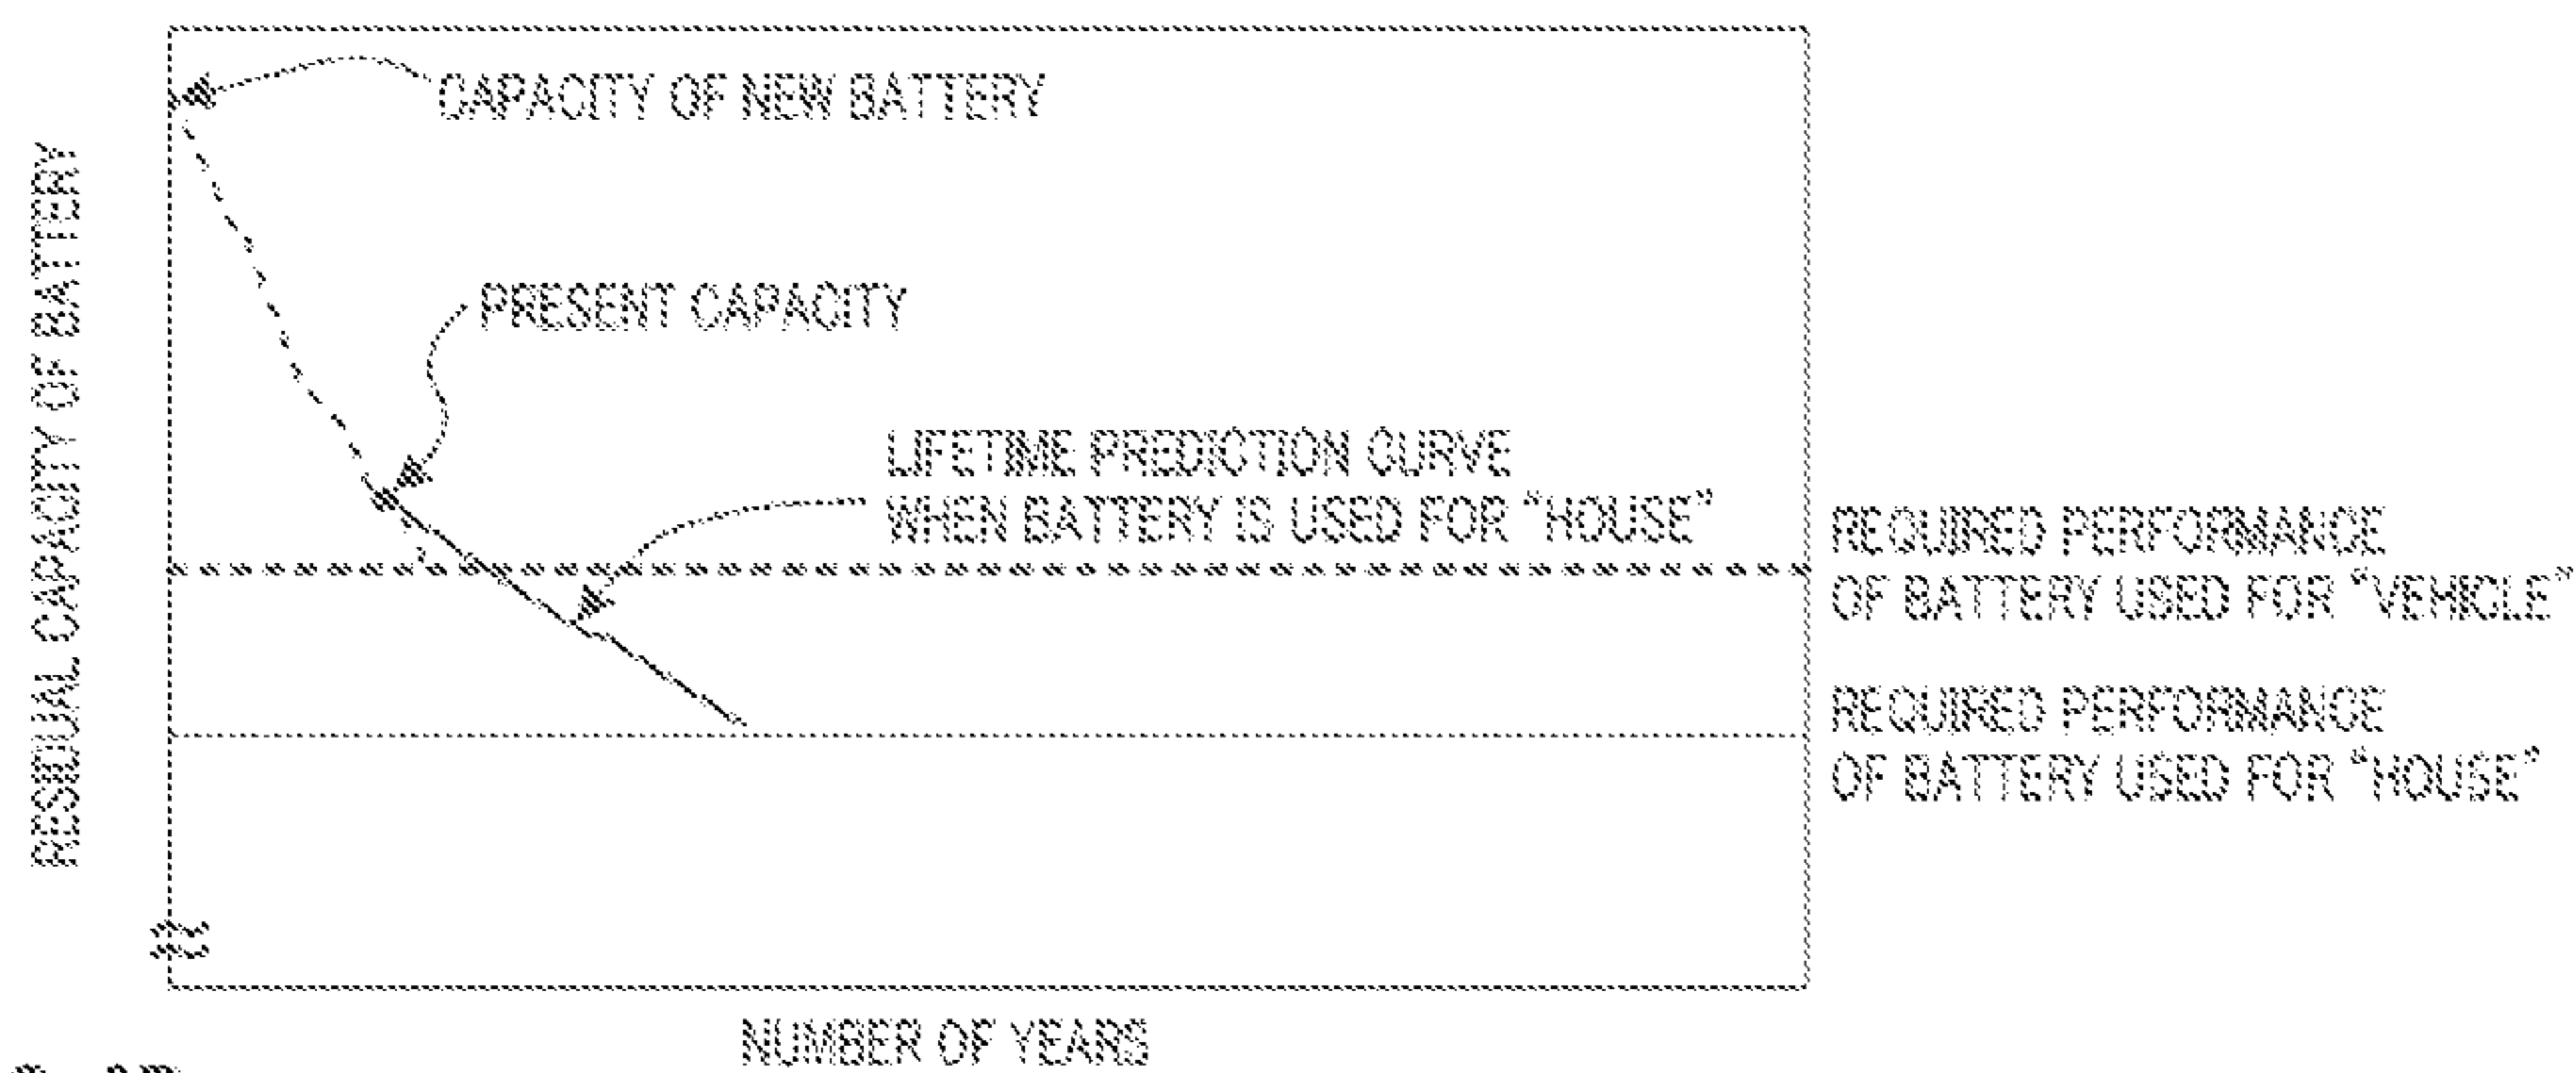 CAPACITY OF NEW BATTERY
RESIDUAL CAPACITY OF BATTERY
PRESENT CAPACITY
LIFETIME PREDICTION CURVE
WHEN BATTERY IS USED FOR "HOUSE"
REQUIRED PERFORMANCE
OF BATTERY USED FOR "VEHICLE"
REQUIRED PERFORMANCE
OF BATTERY USED FOR "HOUSE"
NUMBER OF YEARS